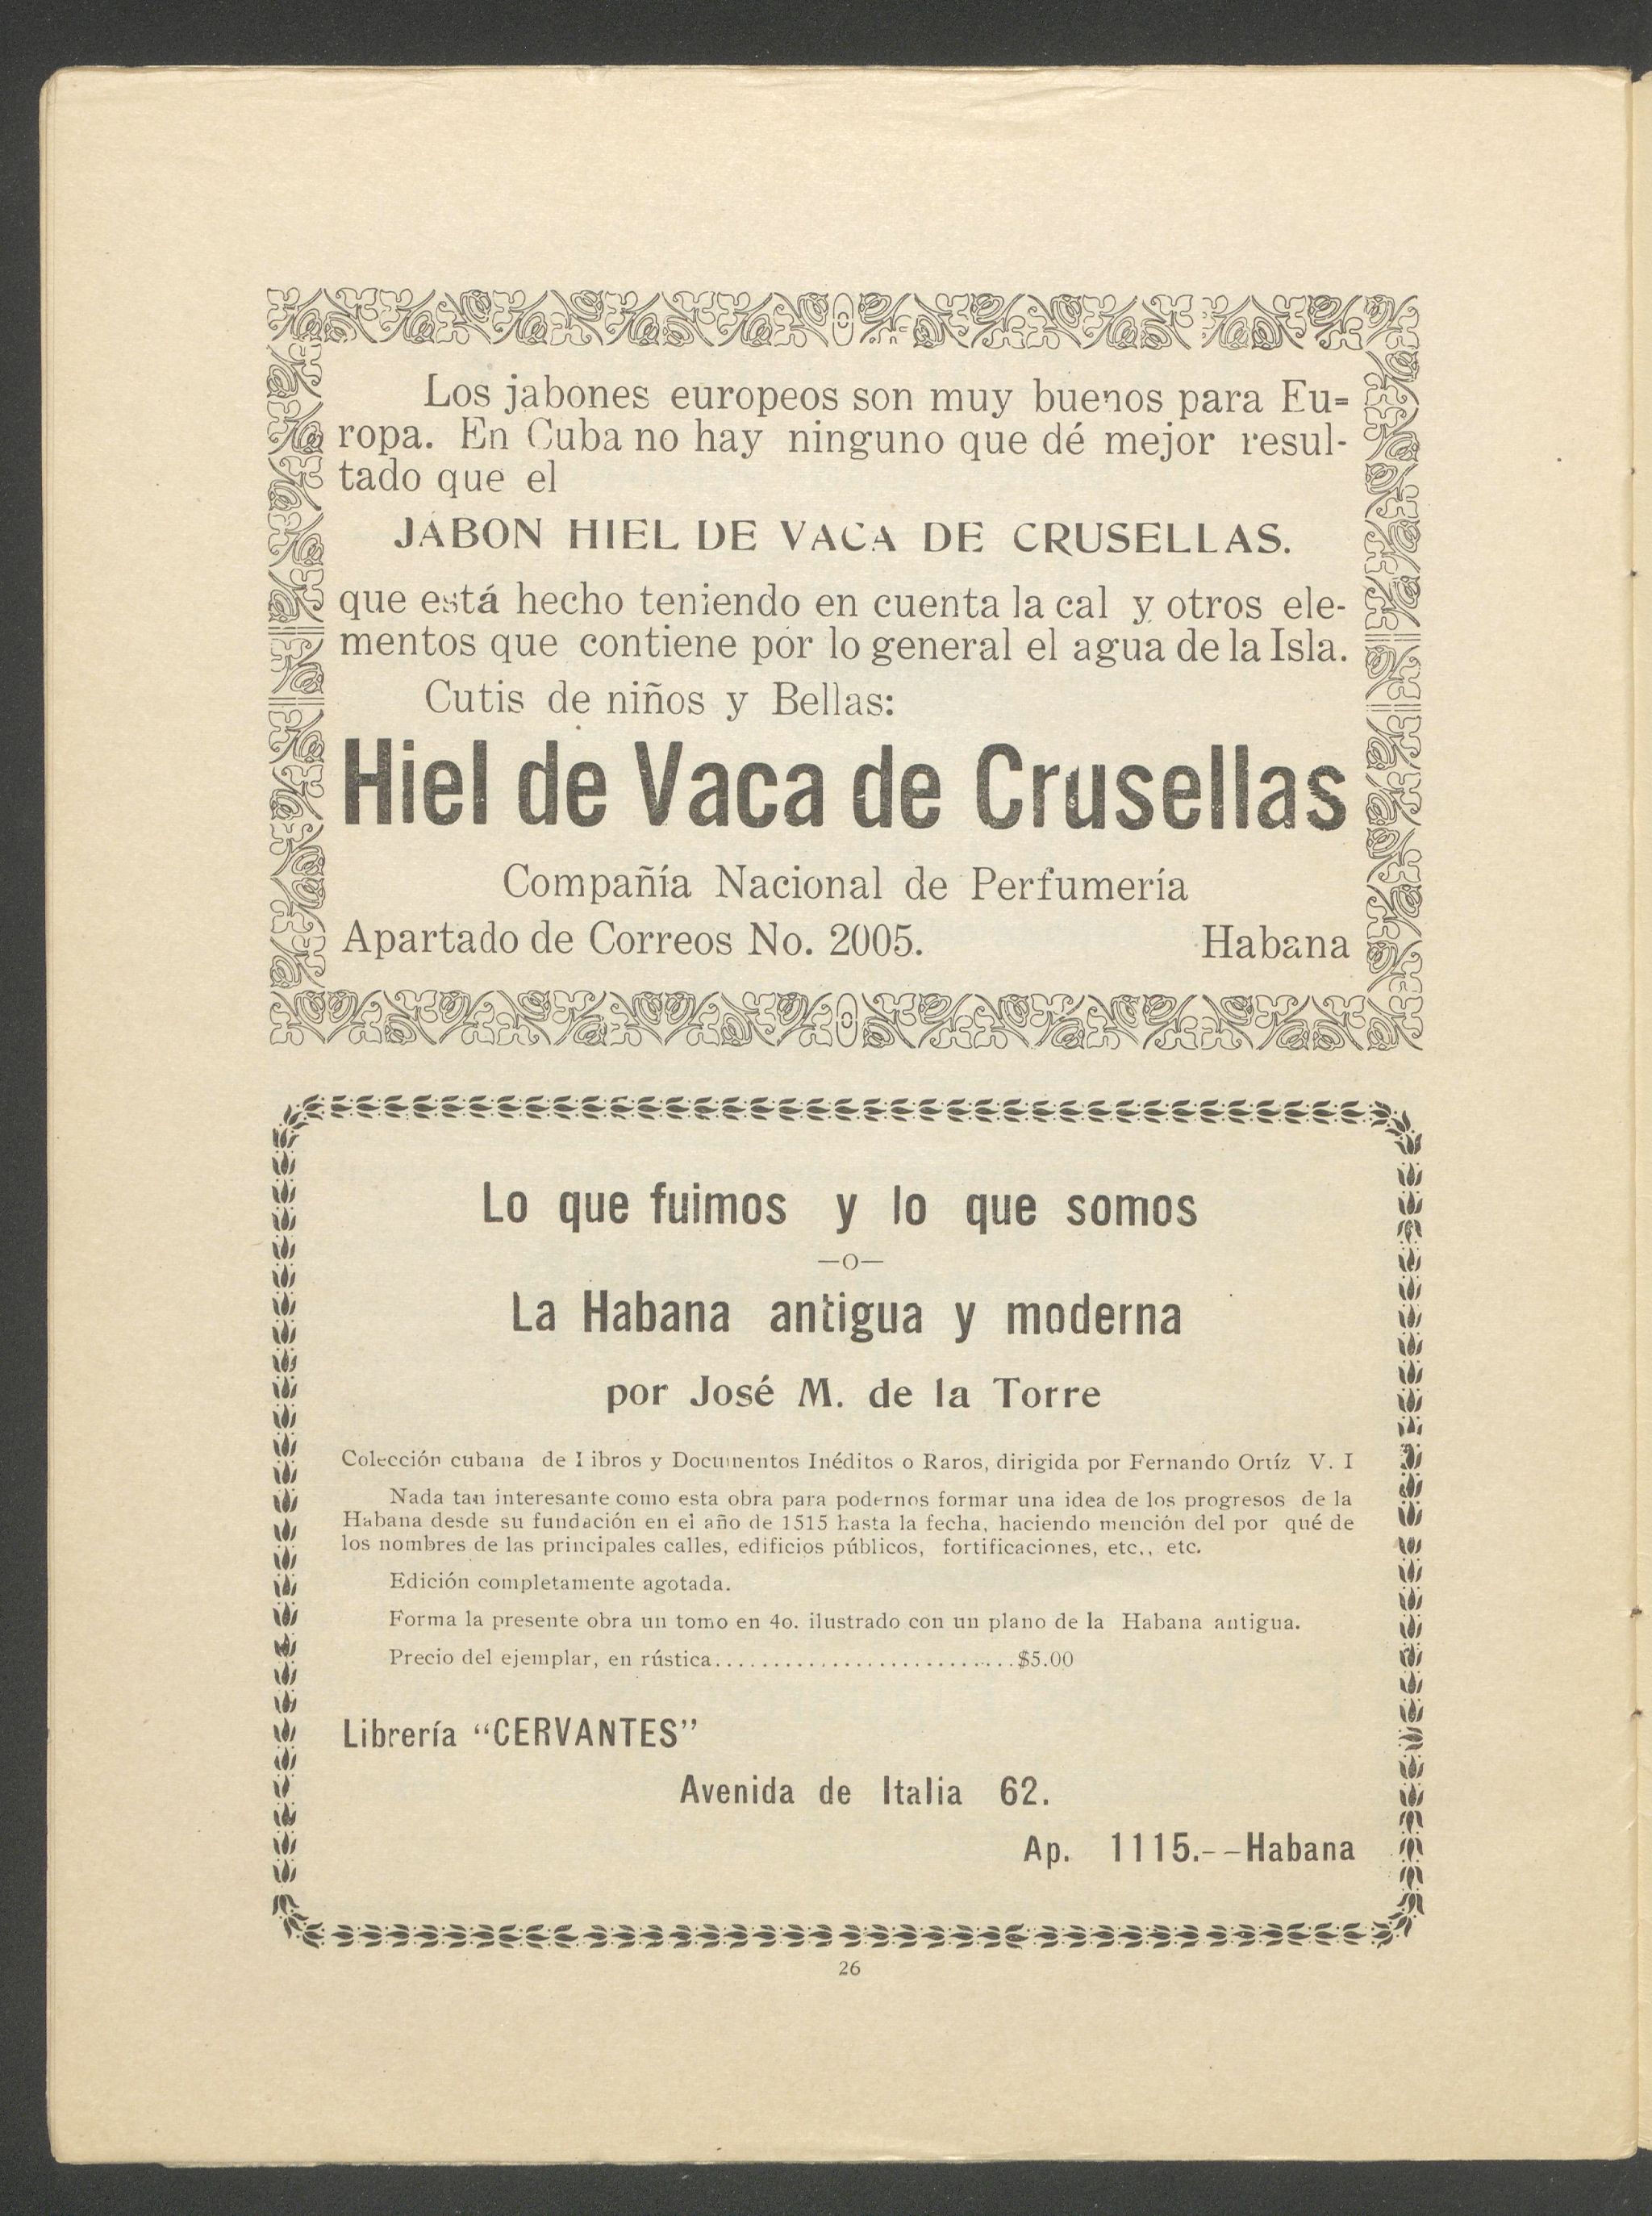 Los jabones europeos son muy buenos para Eu=
ropa. En Cuba no hay ninguno que dé mejor resul-
tado que el
JABON HIEL DE VACA DE CRUSELLAS.
que está hecho teniendo en cuenta la cal y otros ele-
mentos que contiene por lo general el agua de la Isla.
Cutis de niños y Bellas:
Hiel de Vaca de Crusellas
Compañía Nacional de Perfumería
Apartado de Correos No. 2005. Habana
Lo que fuimos y lo que somos
—o—
La Habana antigua y moderna
por José M. de la Torre
Colección cubana de Libros y Documentos Inéditos o Raros, dirigida por Fernando Ortíz V. I
Nada tan interesante como esta obra para podernos formar una idea de los progresos de la
Habana desde su fundación en el año de 1515 hasta la fecha, haciendo mención del por qué de
los nombres de las principales calles, edificios públicos, fortificaciones, etc., etc.
Edición completamente agotada.
Forma la presente obra un tomo en 4o. ilustrado con un plano de la Habana antigua.
Precio del ejemplar, en rústica..........................$5.00
Librería “CERVANTES”
Avenida de Italia 62.
Ap. 1115.--Habana
26